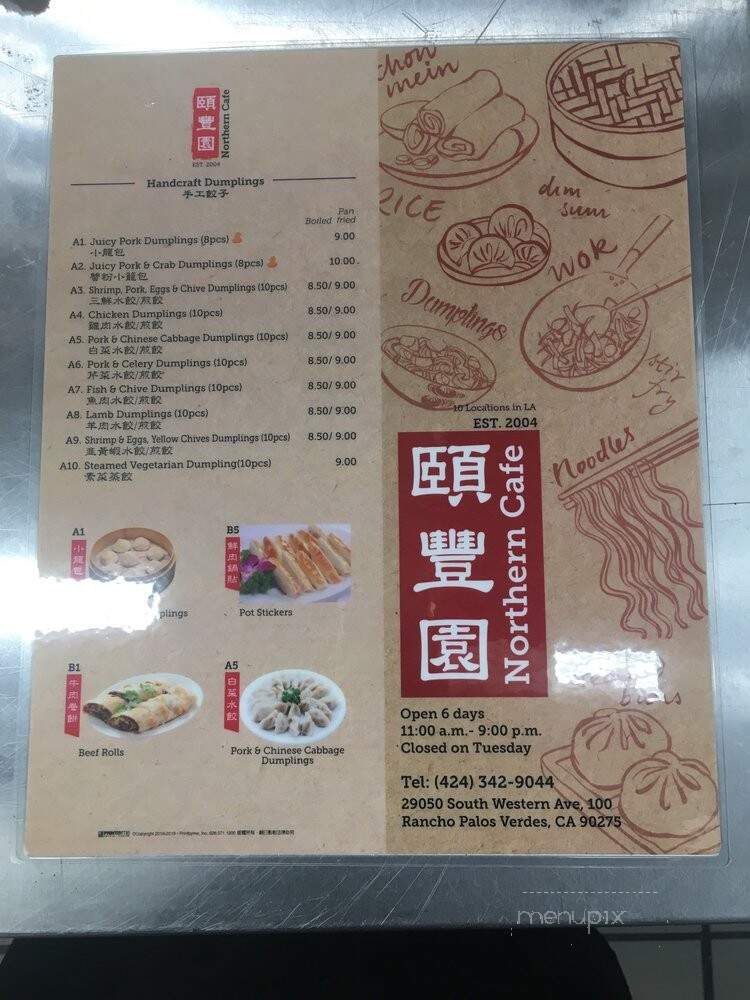 頤豐園
Northern Cafe
EST. 2004
Handcraft Dumplings
手工餃子
Boiled Pan fried
A1. Juicy Pork Dumplings (8pcs) 9.00
小龍包
A2. Juicy Pork & Crab Dumplings (8pcs) 10.00
蟹粉小龍包
A3. Shrimp, Pork, Eggs & Chive Dumplings (10pcs) 8.50/ 9.00
三鮮水餃/煎餃
A4. Chicken Dumplings (10pcs) 8.50/ 9.00
雞肉水餃/煎餃
A5. Pork & Chinese Cabbage Dumplings (10pcs) 8.50/ 9.00
白菜水餃/煎餃
A6. Pork & Celery Dumplings (10pcs) 8.50/ 9.00
芹菜水餃/煎餃
A7. Fish & Chive Dumplings (10pcs) 8.50/ 9.00
魚肉水餃/煎餃
A8. Lamb Dumplings (10pcs) 8.50/ 9.00
羊肉水餃/煎餃
A9. Shrimp & Eggs, Yellow Chives Dumplings (10pcs) 8.50/ 9.00
韭黃蝦水餃/煎餃
A10. Steamed Vegetarian Dumpling(10pcs) 9.00
素菜蒸餃
A1
小龍包
plings
B5
鮮肉鍋貼
Pot Stickers
B1
牛肉卷餅
Beef Rolls
A5
白菜水餃
Pork & Chinese Cabbage
Dumplings
chow
mein
RICE
dim
sum
WOK
Dumplings
stir
fry
Noodles
10 Locations in LA
EST. 2004
頤豐園
Northern Cafe
buns
Open 6 days
11:00 a.m.- 9:00 p.m.
Closed on Tuesday
Tel: (424) 342-9044
29050 South Western Ave, 100
Rancho Palos Verdes, CA 90275
menupix